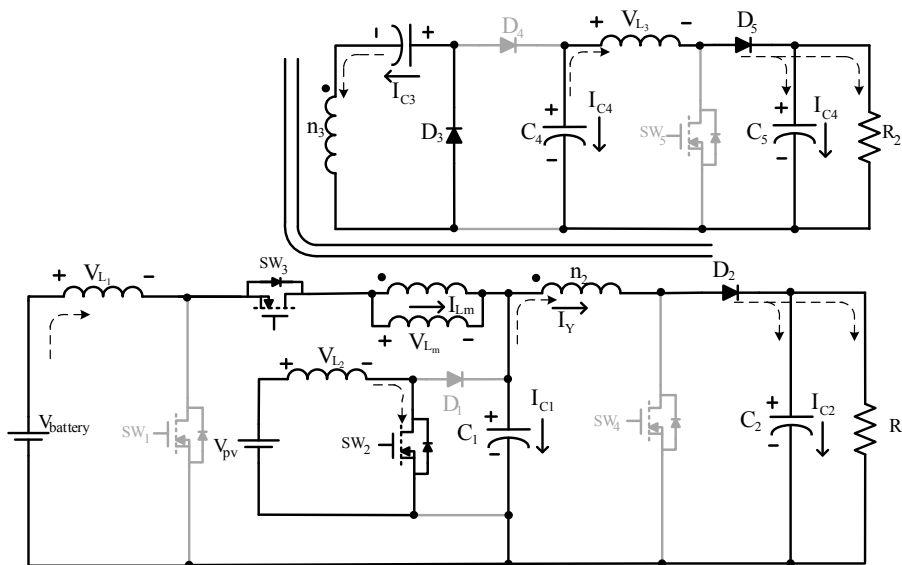 + V_L3 -
D_5
D_4
- +
I_C3
n_3
D_3
+
C_4
-
I_C4
SW_5
+
C_5
-
I_C4
R_2
+ V_L1 -
SW_3
n_2
D_2
I_Lm
+ V_Lm -
I_Y
+ V_L2 -
D_1
V_battery
SW_1
V_pv
SW_2
+
C_1
-
I_C1
SW_4
+
C_2
-
I_C2
R